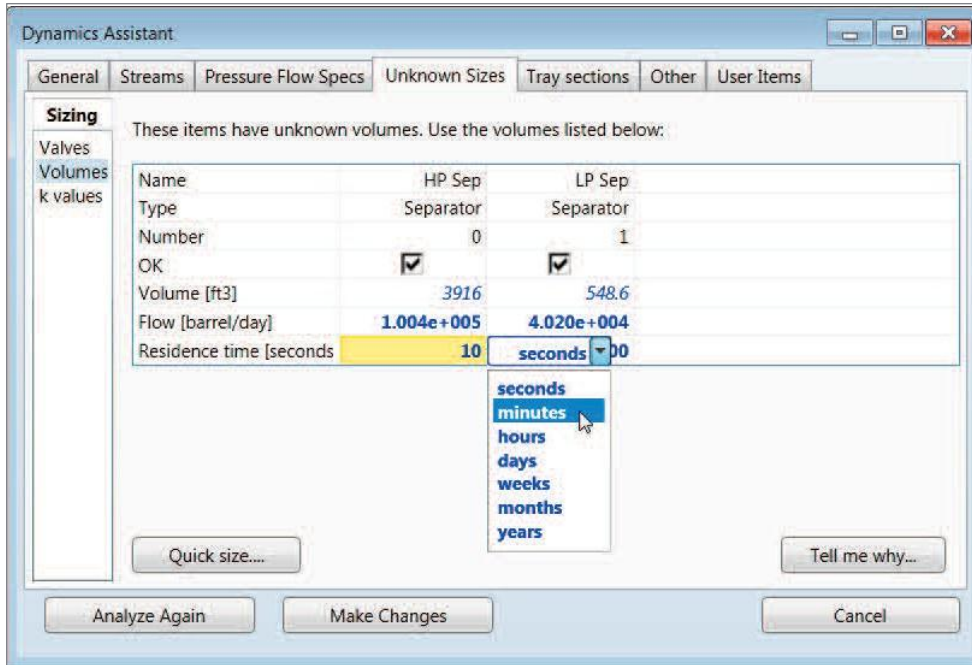 Dynamics Assistant
General Streams Pressure Flow Specs Unknown Sizes Tray sections Other User Items
Sizing
Valves
Volumes
k values
These items have unknown volumes. Use the volumes listed below:
Name HP Sep LP Sep
Type Separator Separator
Number 0 1
OK
Volume [ft3] 3916 548.6
Flow [barrel/day] 1.004e+005 4.020e+004
Residence time [seconds 10 seconds 00
seconds
minutes
hours
days
weeks
months
years
Quick size.... Tell me why...
Analyze Again Make Changes Cancel